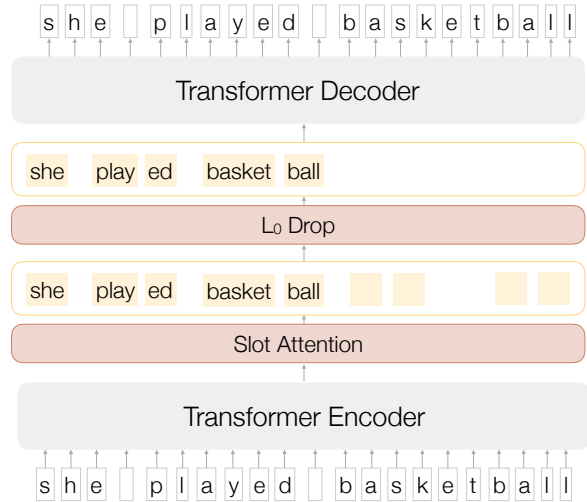 s h e p l a y e d b a s k e t b a l l
Transformer Decoder
she play ed basket ball
L₀ Drop
she play ed basket ball
Slot Attention
Transformer Encoder
s h e p l a y e d b a s k e t b a l l